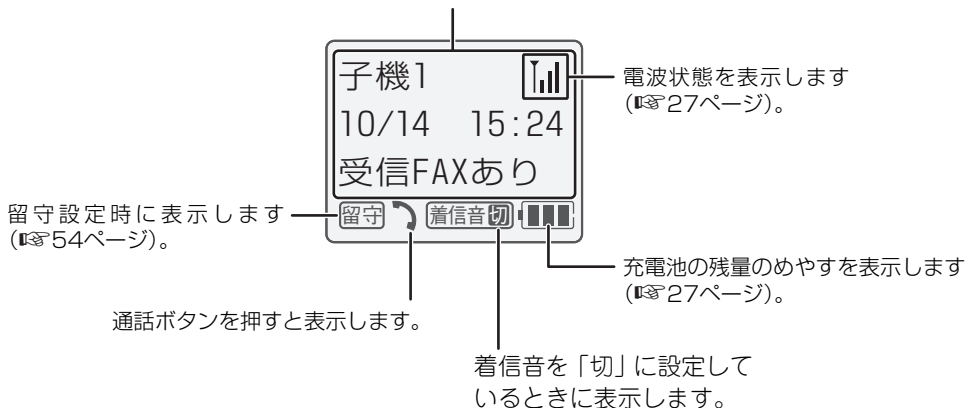 子機1
10/14 15:24
受信FAXあり
留守 着信音切
電波状態を表示します
(☞27ページ)。
留守設定時に表示します
(☞54ページ)。
充電池の残量のめやすを表示します
(☞27ページ)。
通話ボタンを押すと表示します。
着信音を「切」に設定して
いるときに表示します。